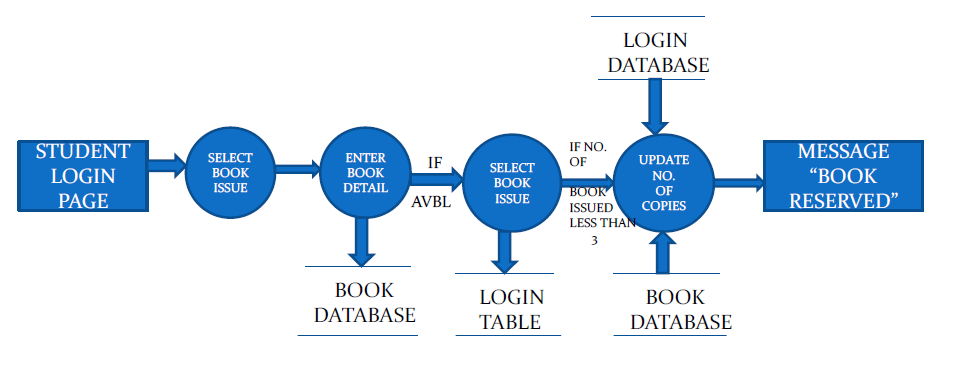 LOGIN
DATABASE
STUDENT
LOGIN
PAGE
SELECT
BOOK
ISSUE
ENTER
BOOK
DETAIL
IF
AVBL
SELECT
BOOK
ISSUE
IF NO.
OF
BOOK
ISSUED
LESS THAN
3
UPDATE
NO.
OF
COPIES
MESSAGE
“BOOK
RESERVED”
BOOK
DATABASE
LOGIN
TABLE
BOOK
DATABASE